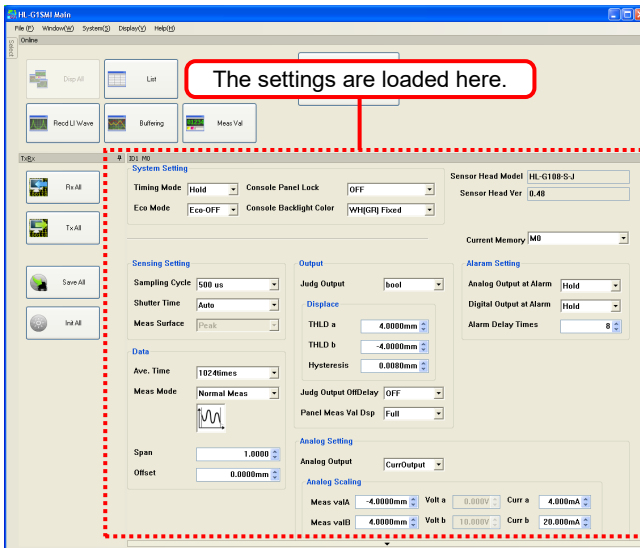 HL-G1SMI Main
File (F) Window(W) System(S) Display(V) Help(H)
Select
Online
Disp All
List
The settings are loaded here.
Recd LI Wave
Buffering
Meas Val
TxRx
ID1 M0
Rx All
Tx All
Save All
Init All
System Setting
Timing Mode Hold Console Panel Lock OFF
Eco Mode Eco-OFF Console Backlight Color WH(GR) Fixed
Sensor Head Model HL-G108-S-J
Sensor Head Ver 0.48
Current Memory M0
Sensing Setting
Sampling Cycle 500 us
Shutter Time Auto
Meas Surface Peak
Data
Ave. Time 1024times
Meas Mode Normal Meas
Span 1.0000
Offset 0.0000mm
Output
Judg Output bool
Displace
THLD a 4.0000mm
THLD b -4.0000mm
Hysteresis 0.0080mm
Judg Output OffDelay OFF
Panel Meas Val Dsp Full
Alaram Setting
Analog Output at Alarm Hold
Digital Output at Alarm Hold
Alarm Delay Times 8
Analog Setting
Analog Output CurrOutput
Analog Scaling
Meas valA -4.0000mm Volt a 0.000V Curr a 4.000mA
Meas valB 4.0000mm Volt b 10.000V Curr b 20.000mA